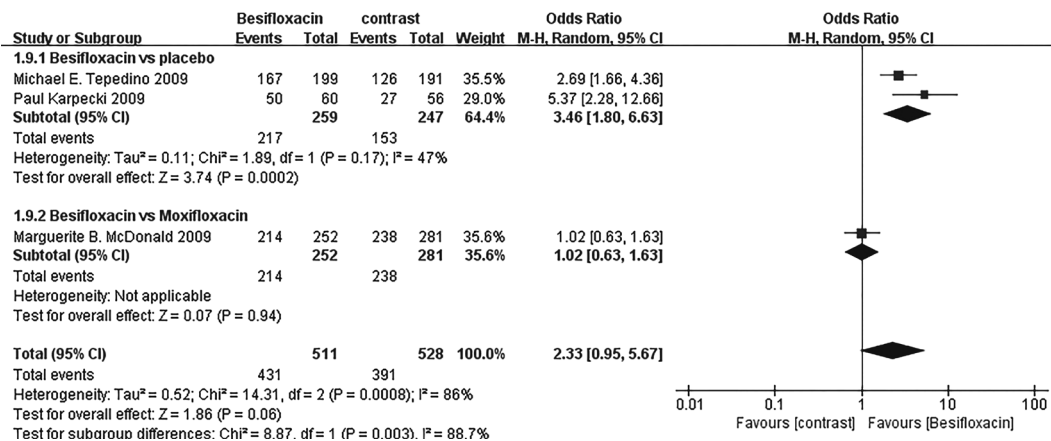 Besifloxacin contrast Odds Ratio Odds Ratio
Study or Subgroup Events Total Events Total Weight M-H, Random, 95% CI M-H, Random, 95% CI
1.9.1 Besifloxacin vs placebo
Michael E. Tepedino 2009 167 199 126 191 35.5% 2.69 [1.66, 4.36]
Paul Karpecki 2009 50 60 27 56 29.0% 5.37 [2.28, 12.66]
Subtotal (95% CI) 259 247 64.4% 3.46 [1.80, 6.63]
Total events 217 153
Heterogeneity: Tau² = 0.11; Chi² = 1.89, df = 1 (P = 0.17); I² = 47%
Test for overall effect: Z = 3.74 (P = 0.0002)
1.9.2 Besifloxacin vs Moxifloxacin
Marguerite B. McDonald 2009 214 252 238 281 35.6% 1.02 [0.63, 1.63]
Subtotal (95% CI) 252 281 35.6% 1.02 [0.63, 1.63]
Total events 214 238
Heterogeneity: Not applicable
Test for overall effect: Z = 0.07 (P = 0.94)
Total (95% CI) 511 528 100.0% 2.33 [0.95, 5.67]
Total events 431 391
Heterogeneity: Tau² = 0.52; Chi² = 14.31, df = 2 (P = 0.0008); I² = 86%
Test for overall effect: Z = 1.86 (P = 0.06)
Test for subgroup differences: Chi² = 8.87, df = 1 (P = 0.003), I² = 88.7%
0.01 0.1 1 10 100
Favours [contrast] Favours [Besifloxacin]